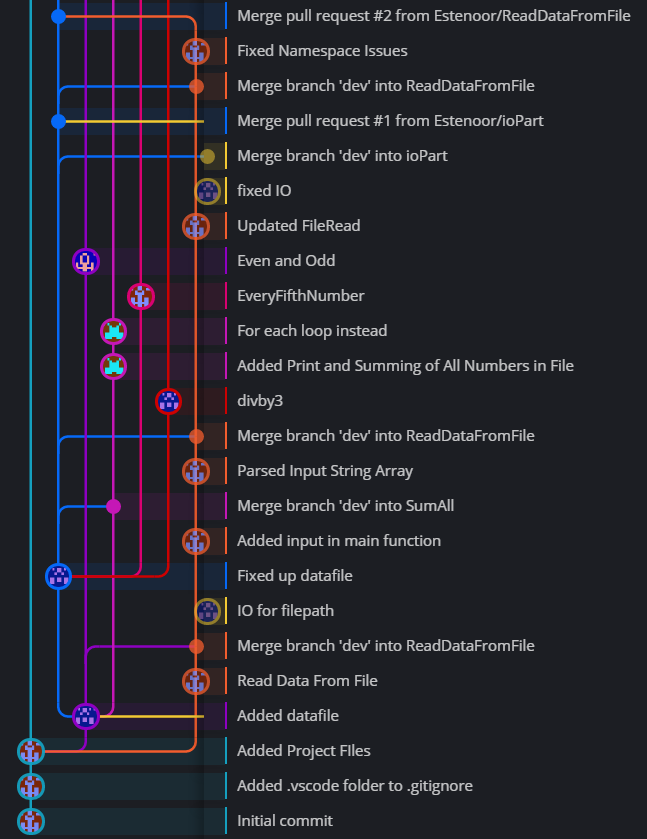 Merge pull request #2 from Estenoor/ReadDataFromFile
Fixed Namespace Issues
Merge branch 'dev' into ReadDataFromFile
Merge pull request #1 from Estenoor/ioPart
Merge branch 'dev' into ioPart
fixed IO
Updated FileRead
Even and Odd
EveryFifthNumber
For each loop instead
Added Print and Summing of All Numbers in File
divby3
Merge branch 'dev' into ReadDataFromFile
Parsed Input String Array
Merge branch 'dev' into SumAll
Added input in main function
Fixed up datafile
IO for filepath
Merge branch 'dev' into ReadDataFromFile
Read Data From File
Added datafile
Added Project FIles
Added .vscode folder to .gitignore
Initial commit